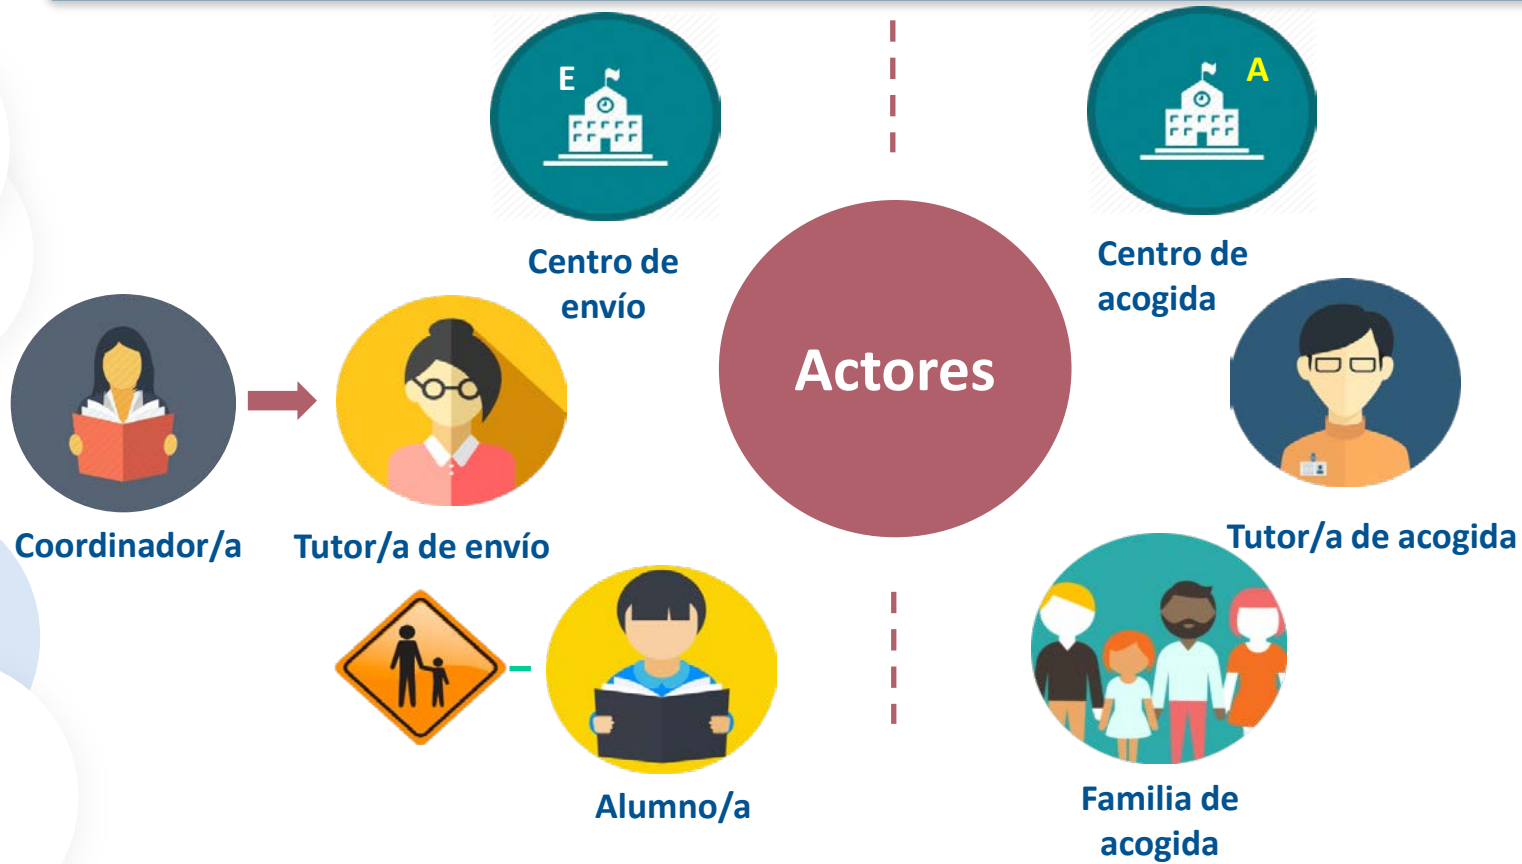 E
A
Centro de
envío
Centro de
acogida
Actores
Coordinador/a
Tutor/a de envío
Tutor/a de acogida
Alumno/a
Familia de
acogida